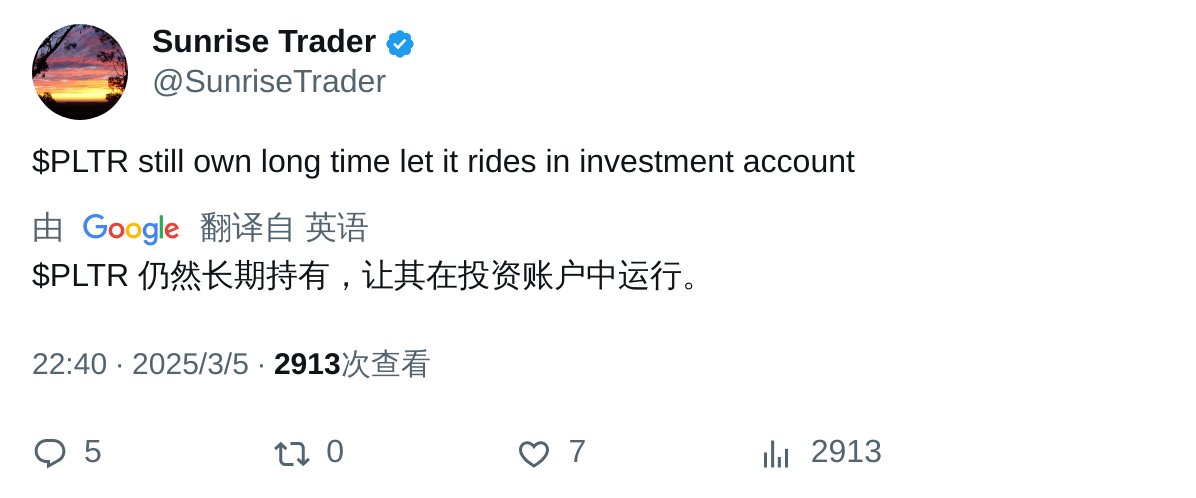 Sunrise Trader
@SunriseTrader
$PLTR still own long time let it rides in investment account
由 Google 翻译自 英语
$PLTR 仍然长期持有，让其在投资账户中运行。
22:40 · 2025/3/5 · 2913次查看
5 0 7 2913